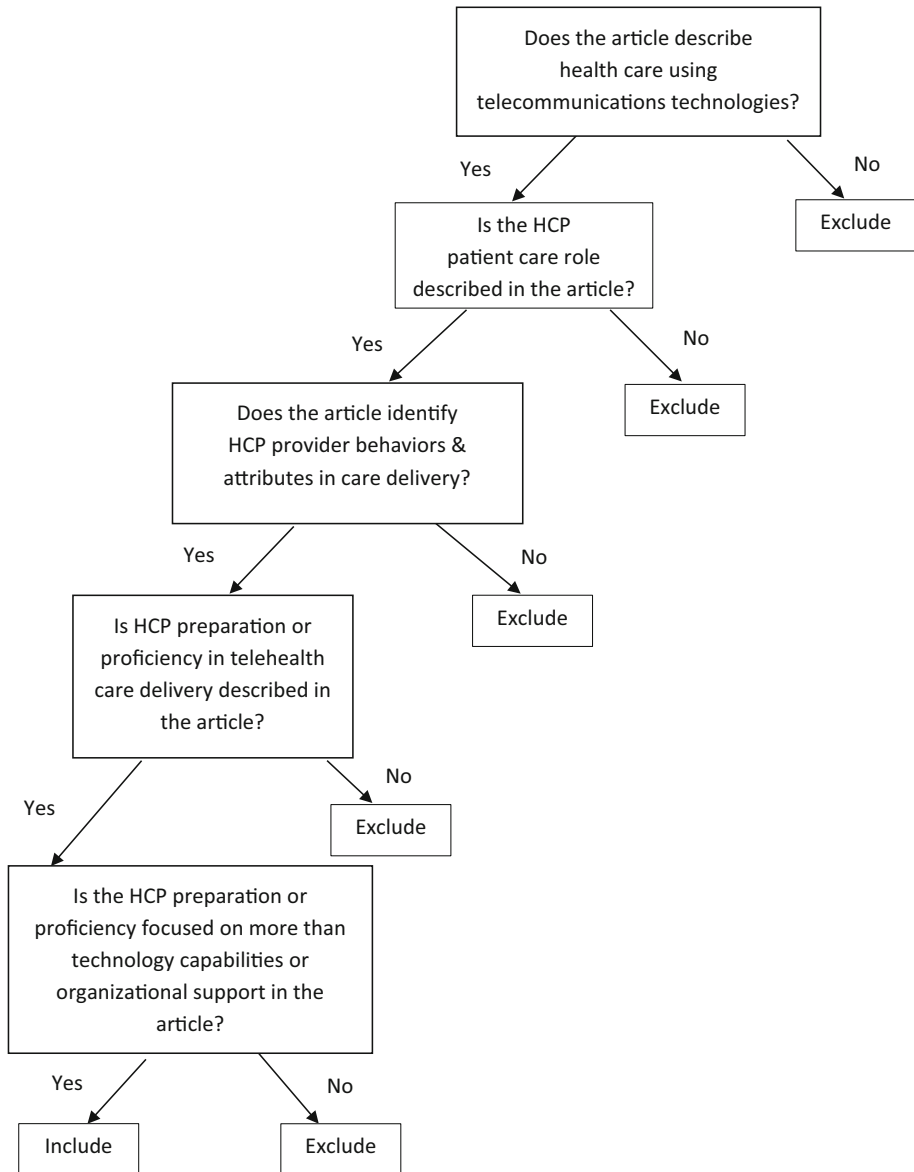 Does the article describe
health care using
telecommunications technologies?
Yes
No
Exclude
Is the HCP
patient care role
described in the article?
Yes
No
Exclude
Does the article identify
HCP provider behaviors &
attributes in care delivery?
Yes
No
Exclude
Is HCP preparation or
proficiency in telehealth
care delivery described in
the article?
Yes
No
Exclude
Is the HCP preparation or
proficiency focused on more than
technology capabilities or
organizational support in the
article?
Yes
No
Include
Exclude